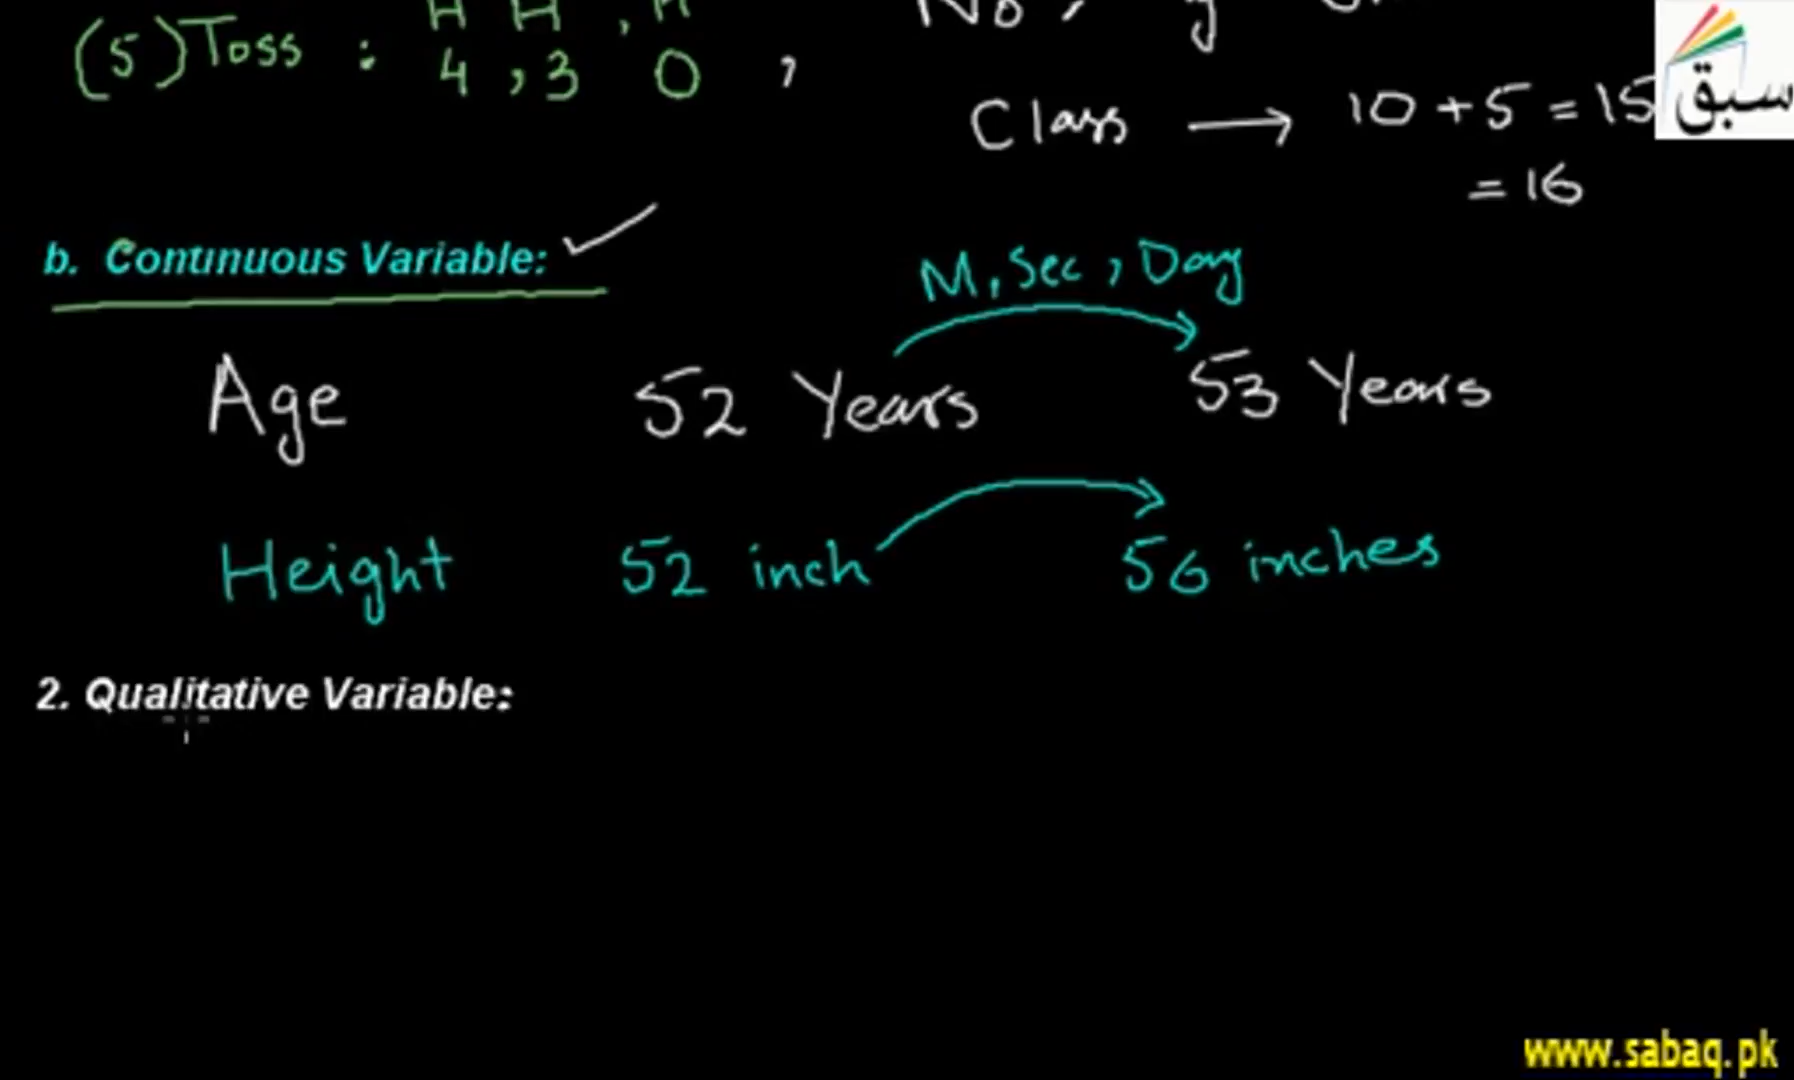 H H , H
(5) Toss : 4 , 3 0 ,
No,
Class → 10 + 5 = 15
= 16
سبق
b. Continuous Variable:
M, Sec, Day
Age 52 Years 53 Years
Height 52 inch 56 inches
2. Qualitative Variable:
www.sabaq.pk